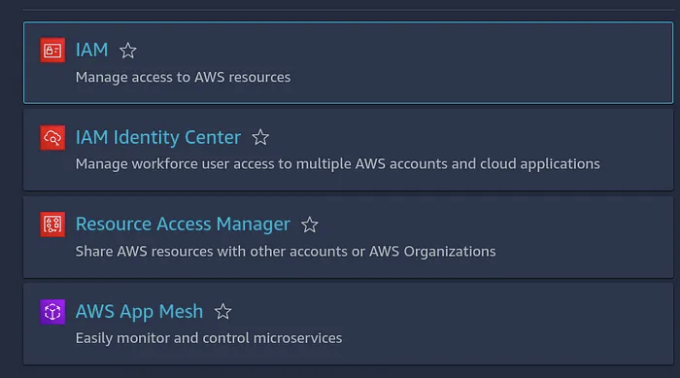 IAM
Manage access to AWS resources
IAM Identity Center
Manage workforce user access to multiple AWS accounts and cloud applications
Resource Access Manager
Share AWS resources with other accounts or AWS Organizations
AWS App Mesh
Easily monitor and control microservices